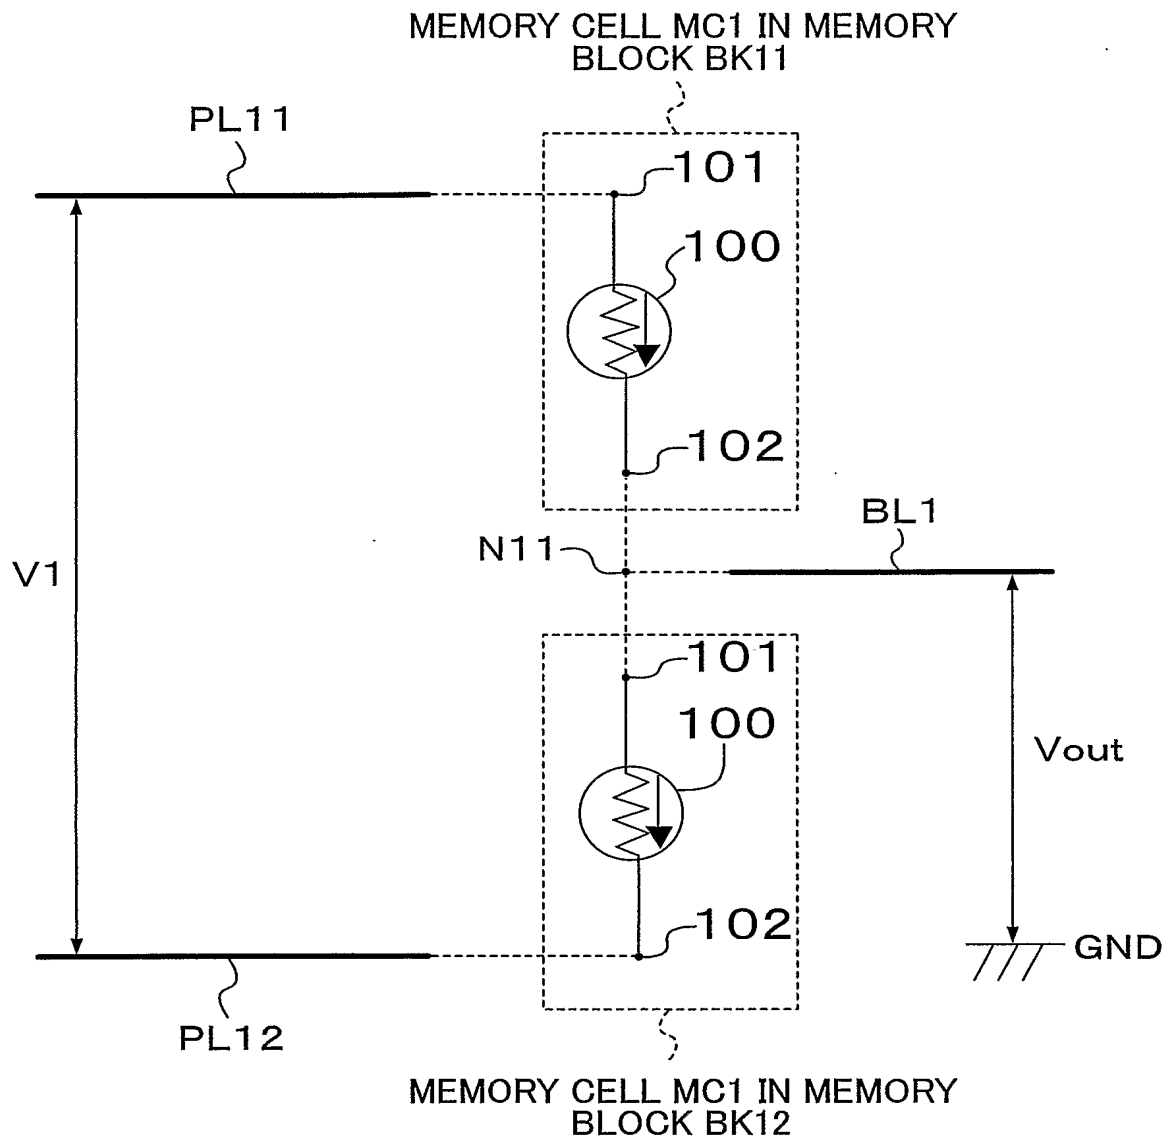 MEMORY CELL MC1 IN MEMORY
BLOCK BK11
PL11
101
100
102
BL1
N11
V1
101
100
Vout
102
GND
PL12
MEMORY CELL MC1 IN MEMORY
BLOCK BK12